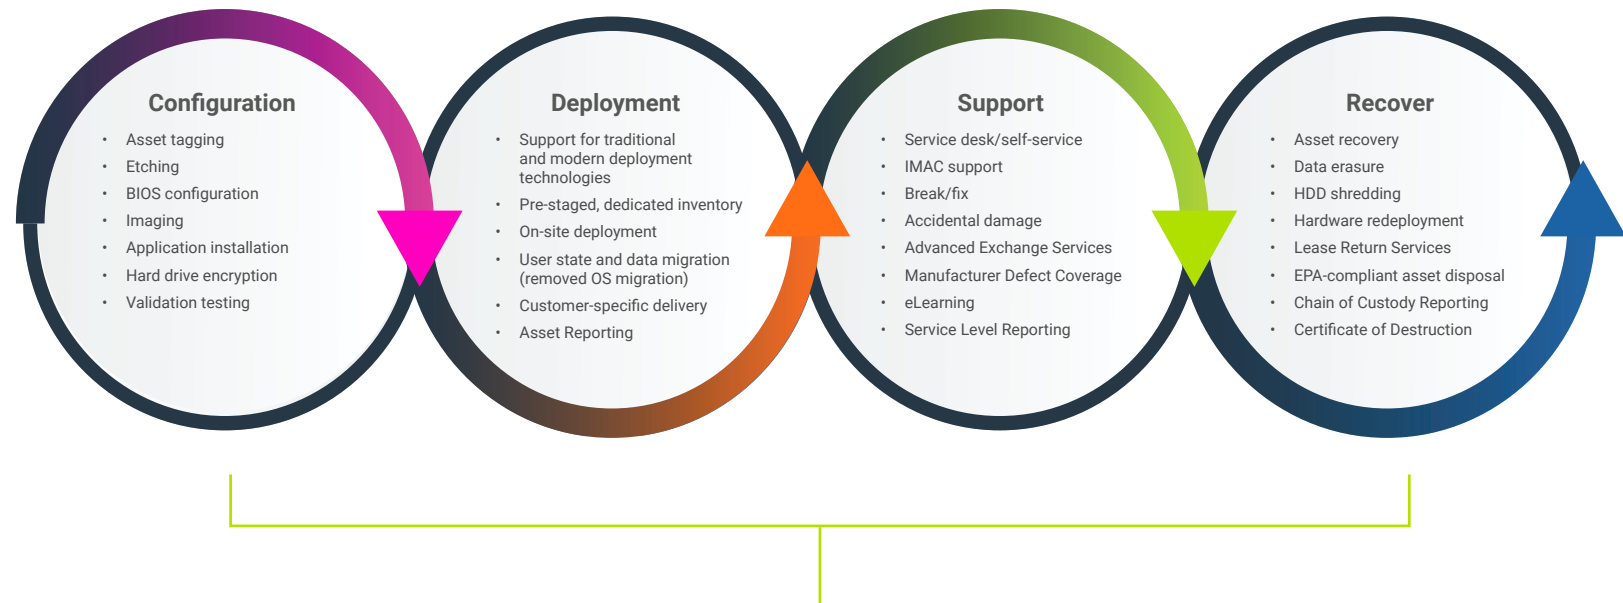 Configuration
• Asset tagging
• Etching
• BIOS configuration
• Imaging
• Application installation
• Hard drive encryption
• Validation testing
Deployment
• Support for traditional
and modern deployment
technologies
• Pre-staged, dedicated inventory
• On-site deployment
• User state and data migration
(removed OS migration)
• Customer-specific delivery
• Asset Reporting
Support
• Service desk/self-service
• IMAC support
• Break/fix
• Accidental damage
• Advanced Exchange Services
• Manufacturer Defect Coverage
• eLearning
• Service Level Reporting
Recover
• Asset recovery
• Data erasure
• HDD shredding
• Hardware redeployment
• Lease Return Services
• EPA-compliant asset disposal
• Chain of Custody Reporting
• Certificate of Destruction